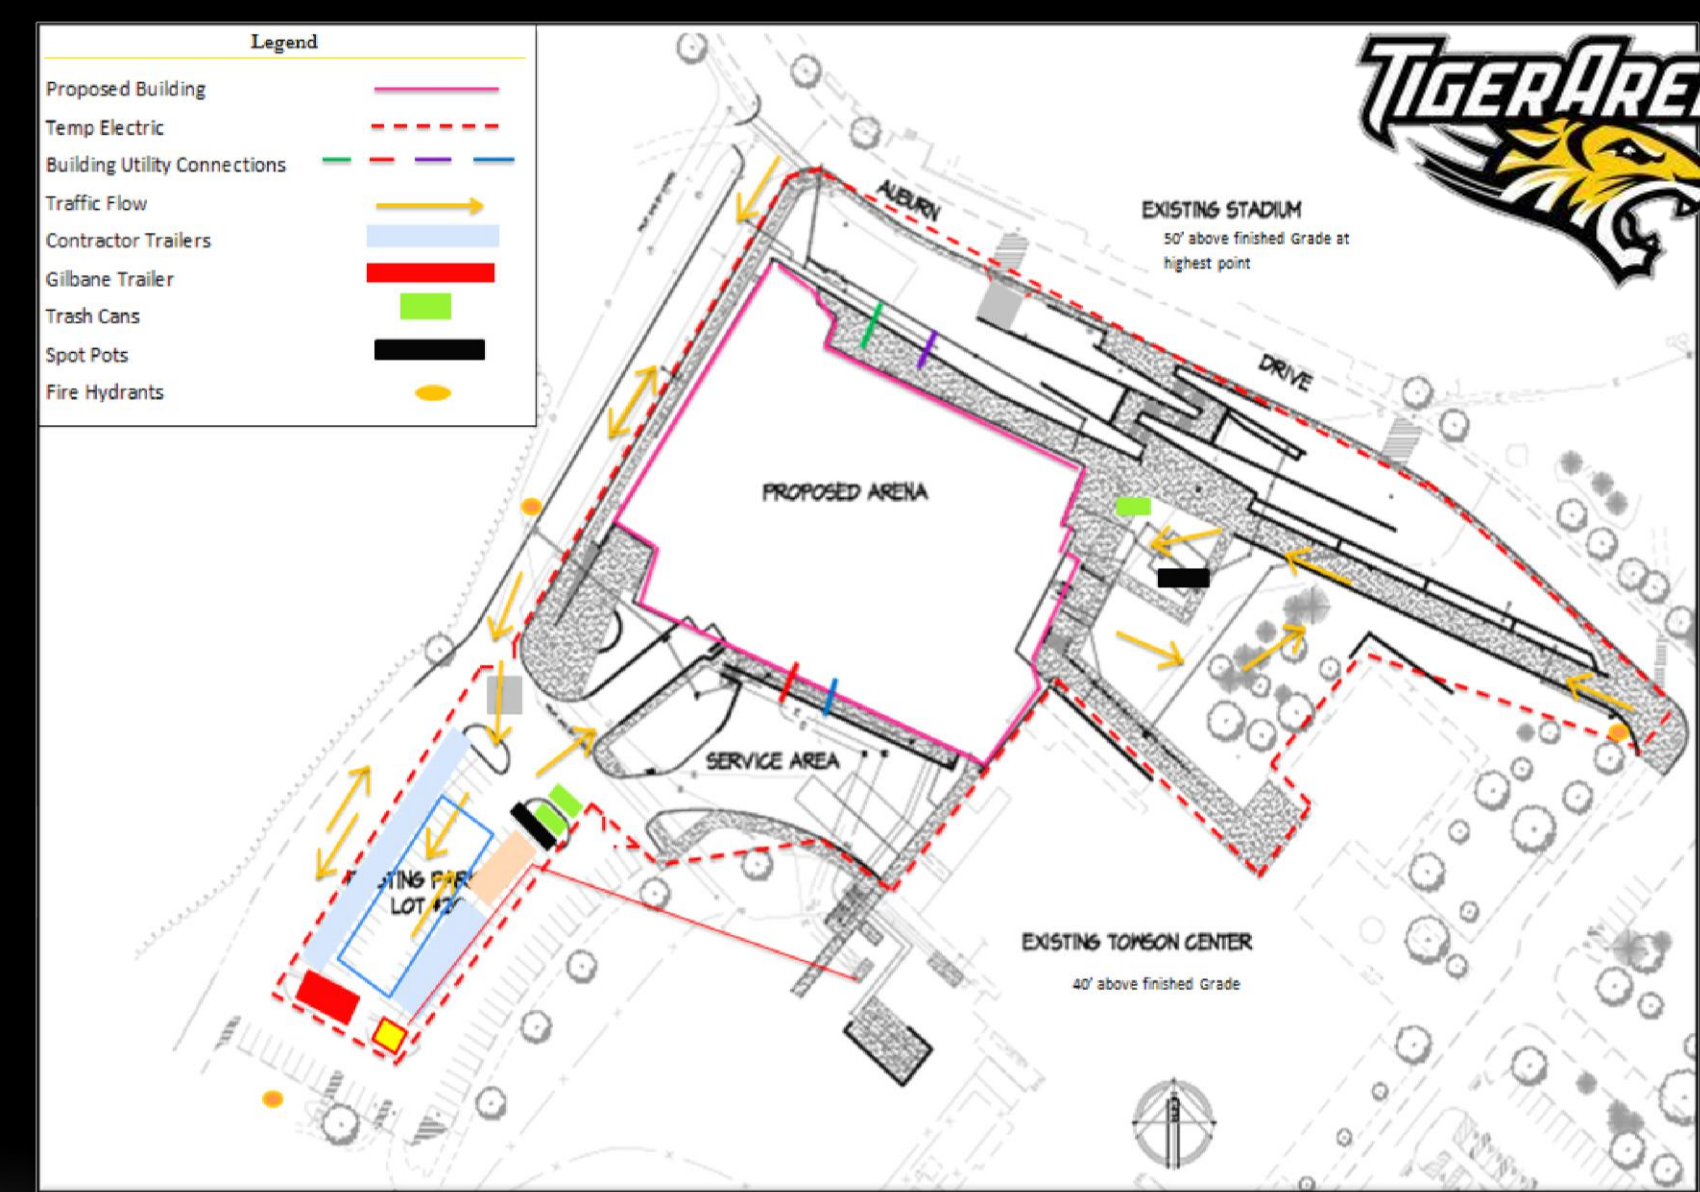 Legend
Proposed Building
Temp Electric
Building Utility Connections
Traffic Flow
Contractor Trailers
Gilbane Trailer
Trash Cans
Spot Pots
Fire Hydrants
TIGER ARE
AUBURN
EXISTING STADIUM
50' above finished Grade at
highest point
DRIVE
PROPOSED ARENA
SERVICE AREA
LOT
EXISTING TOWSON CENTER
40' above finished Grade